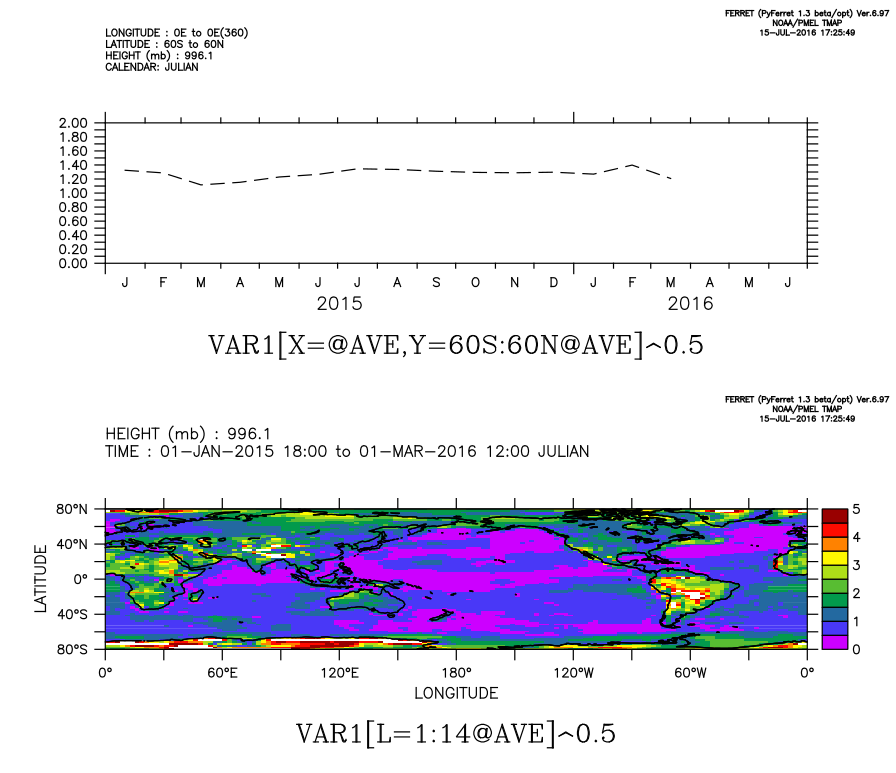 FERRET (PyFerret 1.3 beta/opt) Ver.6.97
NOAA/PMEL TMAP
15-JUL-2016 17:25:49
LONGITUDE : 0E to 0E(360)
LATITUDE : 60S to 60N
HEIGHT (mb) : 996.1
CALENDAR: JULIAN
2.00
1.80
1.60
1.40
1.20
1.00
0.80
0.60
0.40
0.20
0.00
J F M A M J J A S O N D J F M A M J
2015 2016
VAR1[X=@AVE,Y=60S:60N@AVE]^0.5
FERRET (PyFerret 1.3 beta/opt) Ver.6.97
NOAA/PMEL TMAP
15-JUL-2016 17:25:49
HEIGHT (mb) : 996.1
TIME : 01-JAN-2015 18:00 to 01-MAR-2016 12:00 JULIAN
80°N
40°N
0°
40°S
80°S
LATITUDE
5
4
3
2
1
0
0° 60°E 120°E 180° 120°W 60°W 0°
LONGITUDE
VAR1[L=1:14@AVE]^0.5